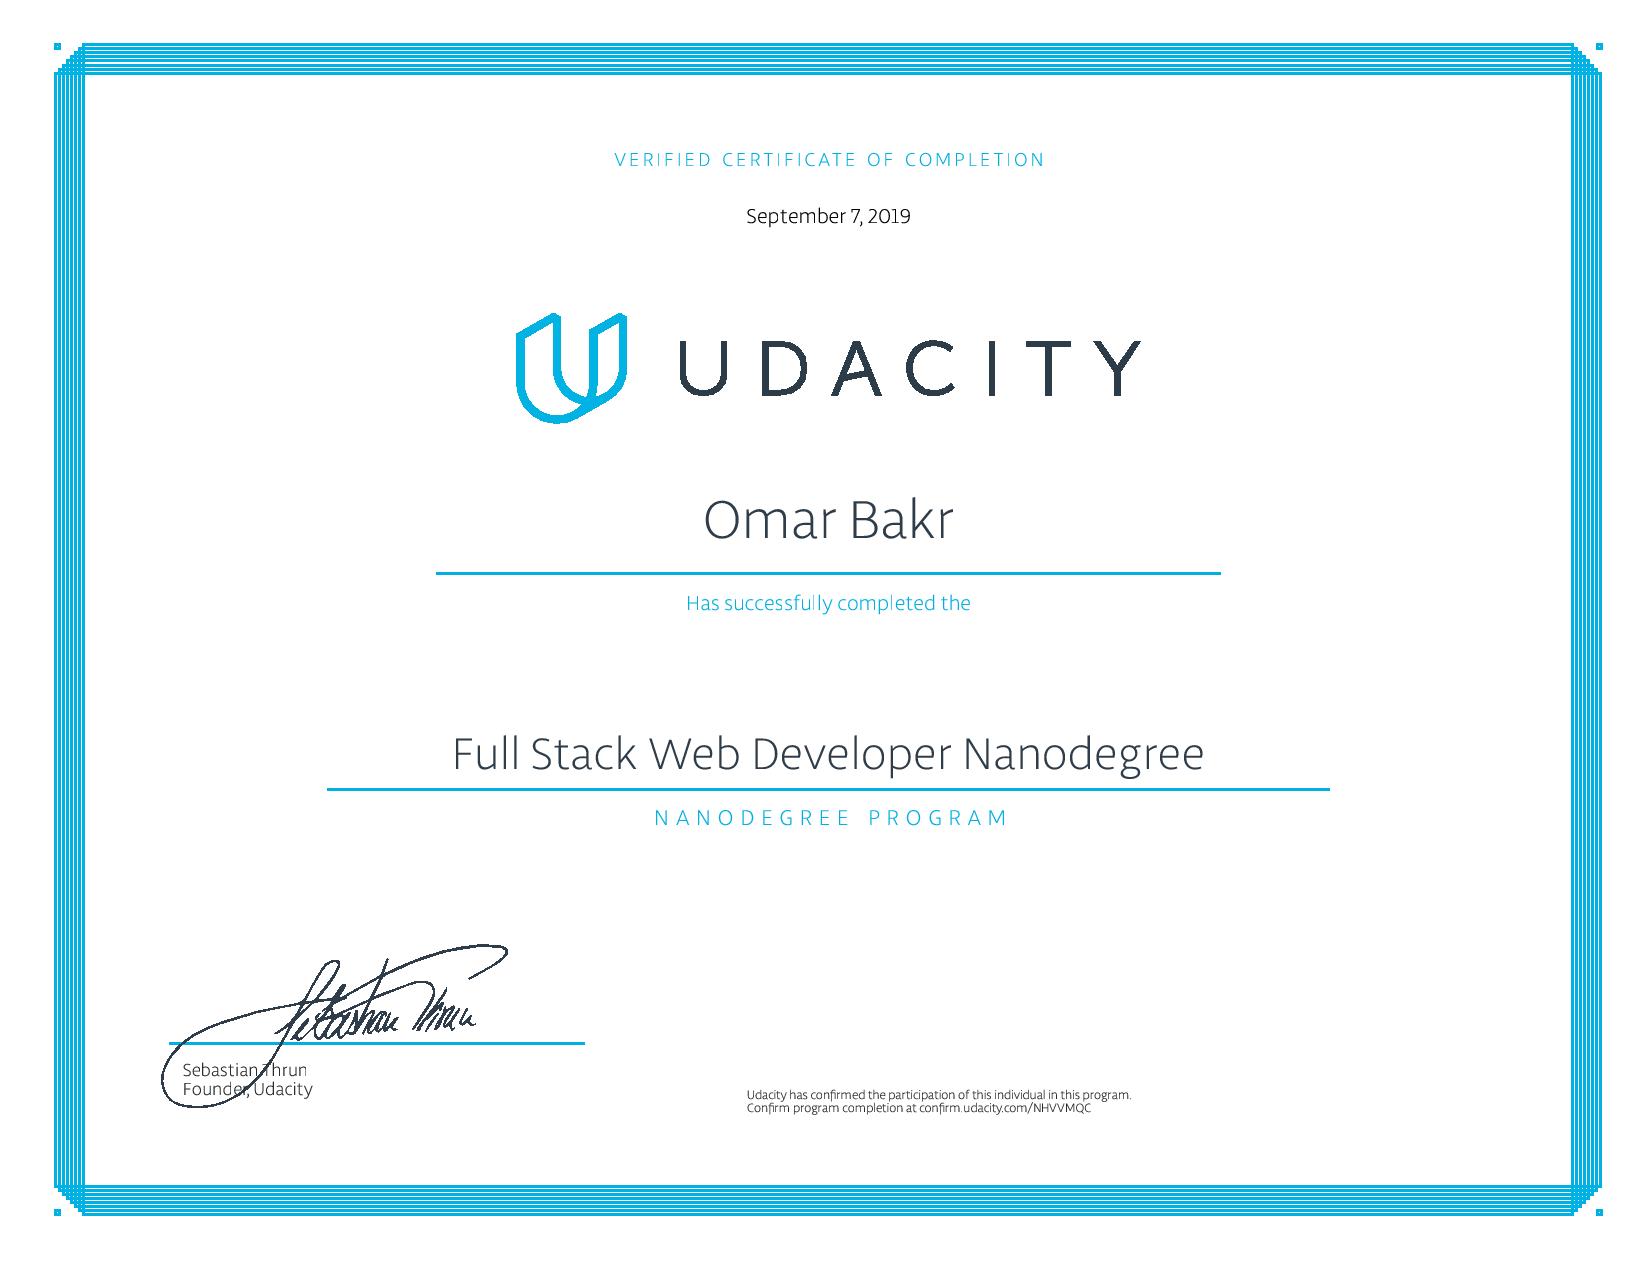 VERIFIED CERTIFICATE OF COMPLETION
September 7, 2019
UDACITY
Omar Bakr
Has successfully completed the
Full Stack Web Developer Nanodegree
NANODEGREE PROGRAM
Sebastian Thrun
Sebastian Thrun
Founder, Udacity
Udacity has confirmed the participation of this individual in this program.
Confirm program completion at confirm.udacity.com/NHVVMQC